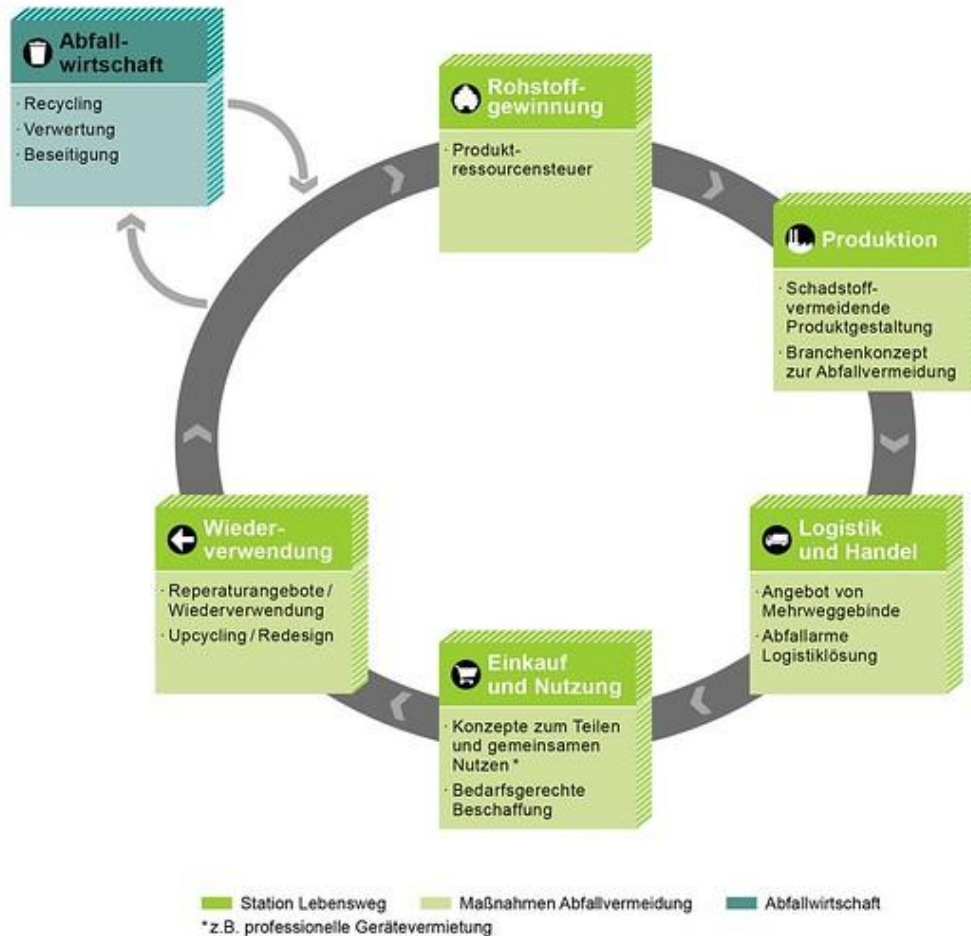 Abfall-
wirtschaft
· Recycling
· Verwertung
· Beseitigung
Rohstoff-
gewinnung
· Produkt-
ressourcensteuer
Produktion
· Schadstoff-
vermeidende
Produktgestaltung
· Branchenkonzept
zur Abfallvermeidung
Logistik
und Handel
· Angebot von
Mehrweggebinde
· Abfallarme
Logistiklösung
Einkauf
und Nutzung
· Konzepte zum Teilen
und gemeinsamen
Nutzen *
· Bedarfsgerechte
Beschaffung
Wieder-
verwendung
· Reperaturangebote /
Wiederverwendung
· Upcycling / Redesign
Station Lebensweg Maßnahmen Abfallvermeidung Abfallwirtschaft
*z.B. professionelle Gerätevermietung